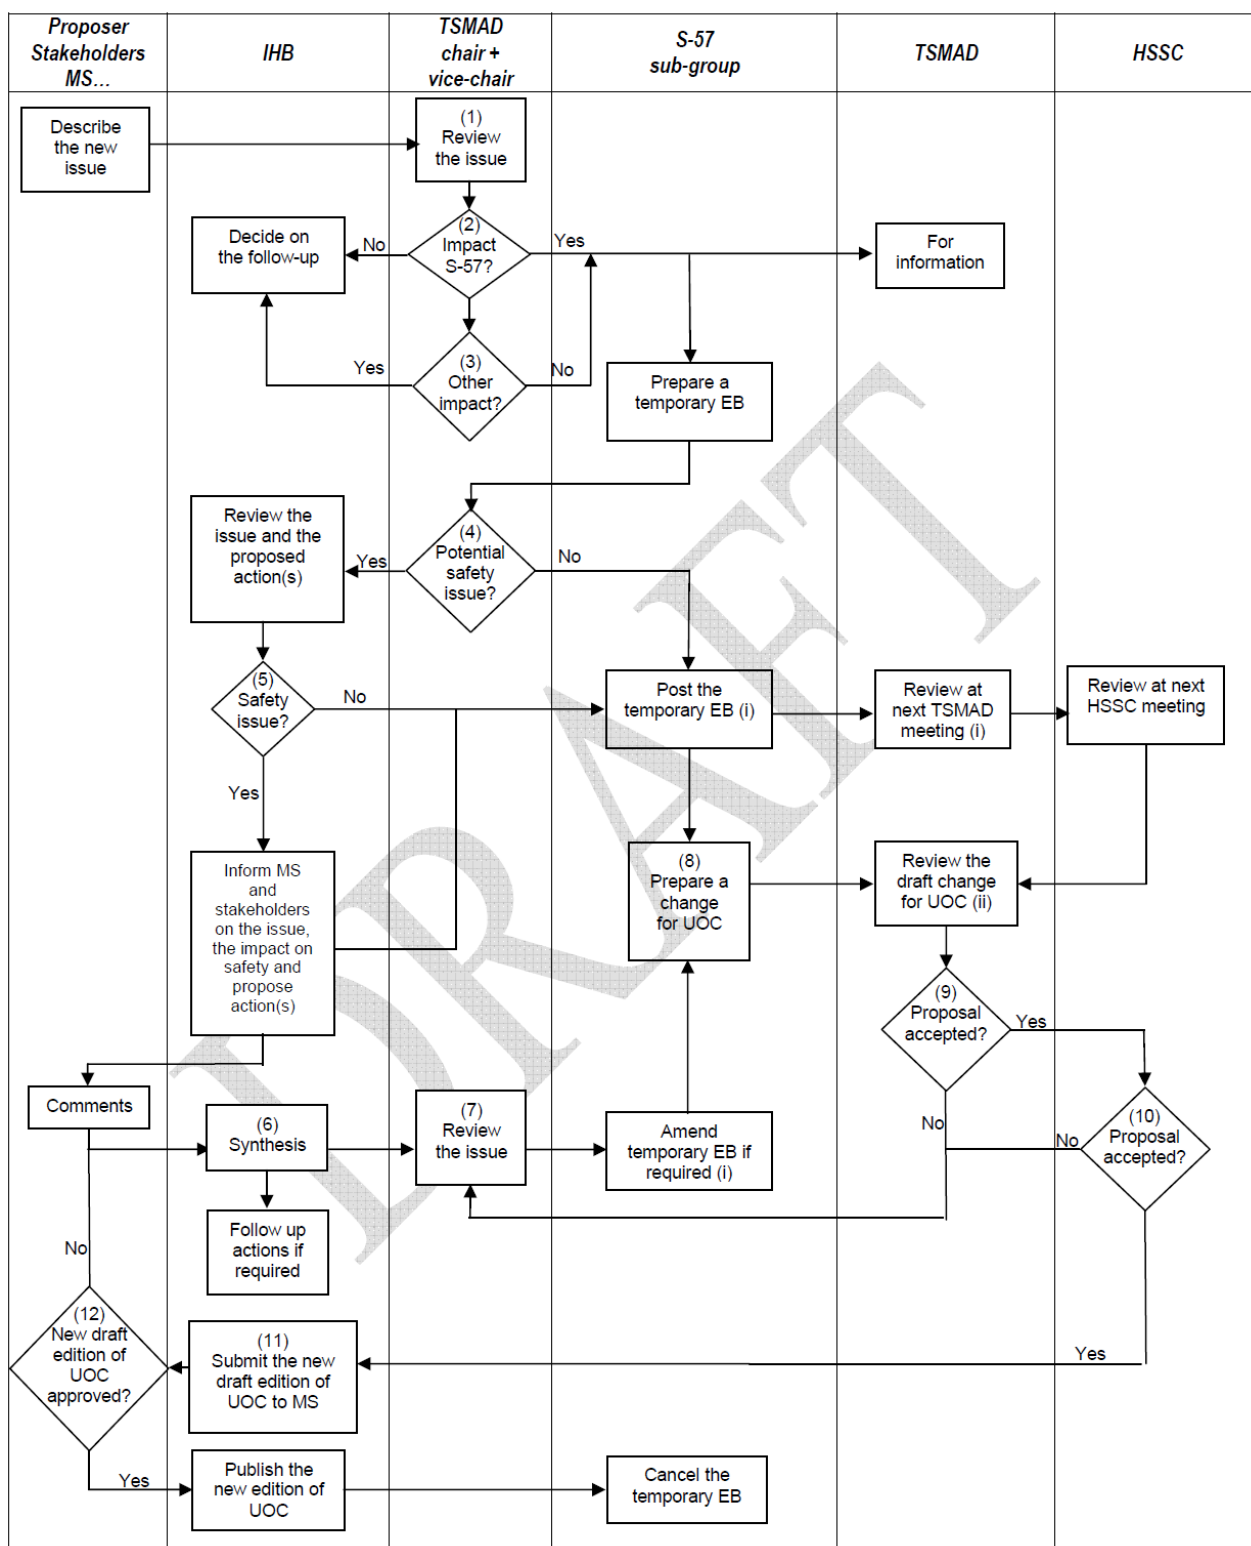 Proposer
Stakeholders
MS...
IHB
TSMAD
chair +
vice-chair
S-57
sub-group
TSMAD
HSSC
Describe
the new
issue
(1)
Review
the issue
Decide on
the follow-up
No
(2)
Impact
S-57?
Yes
For
information
Yes
(3)
Other
impact?
No
Prepare a
temporary EB
Review the
issue and the
proposed
action(s)
Yes
(4)
Potential
safety
issue?
No
(5)
Safety
issue?
No
Post the
temporary EB (i)
Review at
next TSMAD
meeting (i)
Review at next
HSSC meeting
Yes
Inform MS
and
stakeholders
on the issue,
the impact on
safety and
propose
action(s)
(8)
Prepare a
change
for UOC
Review the
draft change
for UOC (ii)
(9)
Proposal
accepted?
Yes
Comments
(6)
Synthesis
(7)
Review
the issue
Amend
temporary EB if
required (i)
No
No
(10)
Proposal
accepted?
Follow up
actions if
required
No
(12)
New draft
edition of
UOC
approved?
(11)
Submit the new
draft edition of
UOC to MS
Yes
Yes
Publish the
new edition of
UOC
Cancel the
temporary EB
DRAFT